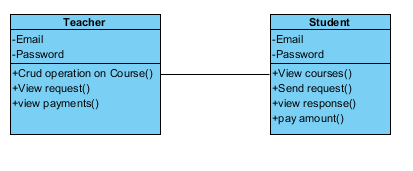 Teacher
-Email
-Password
+Crud operation on Course()
+View request()
+view payments()
Student
-Email
-Password
+View courses()
+Send request()
+view response()
+pay amount()